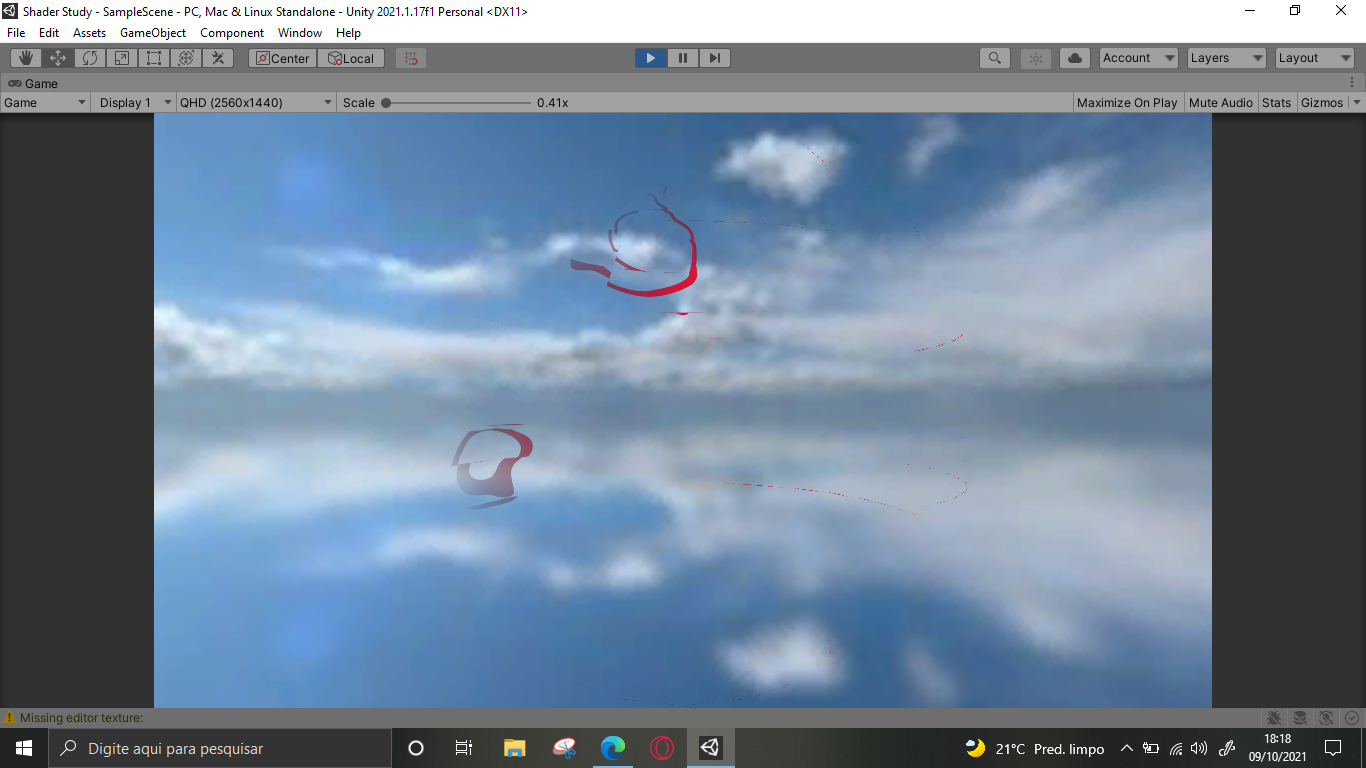 Shader Study - SampleScene - PC, Mac & Linux Standalone - Unity 2021.1.17f1 Personal <DX11>
File Edit Assets GameObject Component Window Help
Center Local Account Layers Layout
Game
Game Display 1 QHD (2560x1440) Scale 0.41x Maximize On Play Mute Audio Stats Gizmos
Missing editor texture:
Digite aqui para pesquisar 21°C Pred. limpo 18:18
09/10/2021